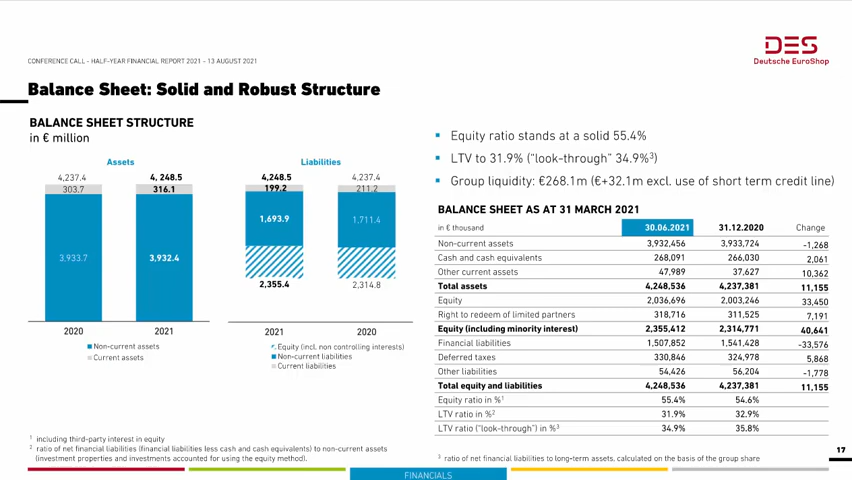 DES
Deutsche EuroShop
CONFERENCE CALL - HALF-YEAR FINANCIAL REPORT 2021 – 13 AUGUST 2021
Balance Sheet: Solid and Robust Structure
BALANCE SHEET STRUCTURE
in € million
Assets
4,237.4 4, 248.5
303.7 316.1
3,933.7 3,932.4
2020 2021
Non-current assets
Current assets
Liabilities
4,248.5 4,237.4
199.2 211.2
1,693.9 1,711.4
2,355.4 2,314.8
2021 2020
Equity (incl. non controlling interests)
Non-current liabilities
Current liabilities
Equity ratio stands at a solid 55.4%
LTV to 31.9% (“look-through” 34.9%³)
Group liquidity: €268.1m (€+32.1m excl. use of short term credit line)
BALANCE SHEET AS AT 31 MARCH 2021
in € thousand 30.06.2021 31.12.2020 Change
Non-current assets 3,932,456 3,933,724 -1,268
Cash and cash equivalents 268,091 266,030 2,061
Other current assets 47,989 37,627 10,362
Total assets 4,248,536 4,237,381 11,155
Equity 2,036,696 2,003,246 33,450
Right to redeem of limited partners 318,716 311,525 7,191
Equity (including minority interest) 2,355,412 2,314,771 40,641
Financial liabilities 1,507,852 1,541,428 -33,576
Deferred taxes 330,846 324,978 5,868
Other liabilities 54,426 56,204 -1,778
Total equity and liabilities 4,248,536 4,237,381 11,155
Equity ratio in %¹ 55.4% 54.6%
LTV ratio in %² 31.9% 32.9%
LTV ratio (“look-through”) in %³ 34.9% 35.8%
¹ including third-party interest in equity
² ratio of net financial liabilities (financial liabilities less cash and cash equivalents) to non-current assets
(investment properties and investments accounted for using the equity method).
³ ratio of net financial liabilities to long-term assets, calculated on the basis of the group share
17
FINANCIALS